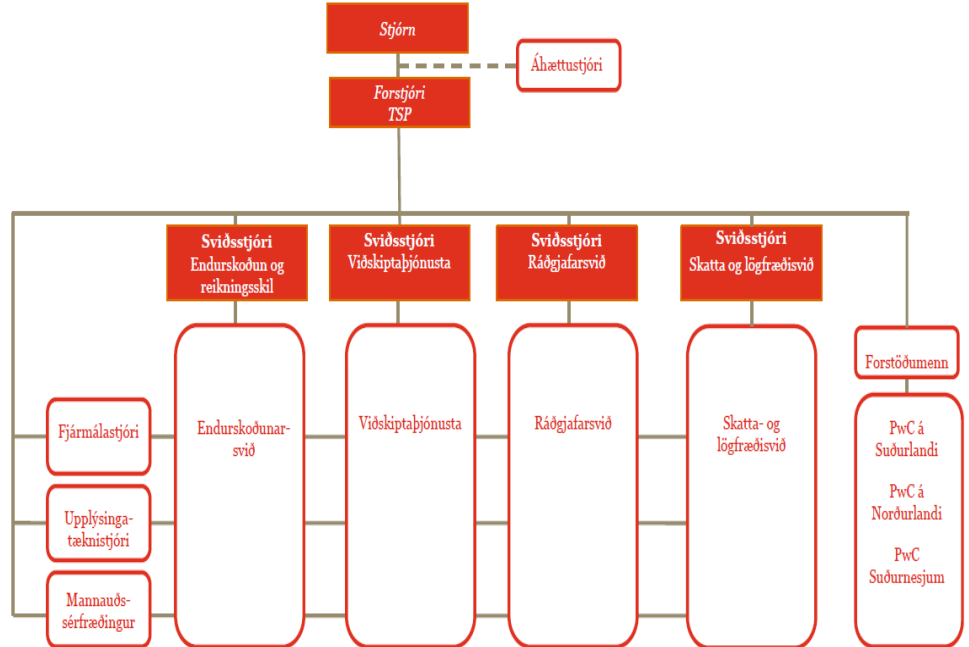 Stjórn
Áhættustjóri
Forstjóri
TSP
Sviðsstjóri
Endurskoðun og
reikningsskil
Sviðsstjóri
Viðskiptaþjónusta
Sviðsstjóri
Ráðgjafarsvið
Sviðsstjóri
Skatta og lögfræðisvið
Forstöðumenn
Fjármálastjóri
Upplýsinga-
tæknistjóri
Mannauðs-
sérfræðingur
Endurskoðunar-
svið
Viðskiptaþjónusta
Ráðgjafarsvið
Skatta- og
lögfæðisvið
PwC á
Suðurlandi
PwC á
Norðurlandi
PwC
Suðurnesjum